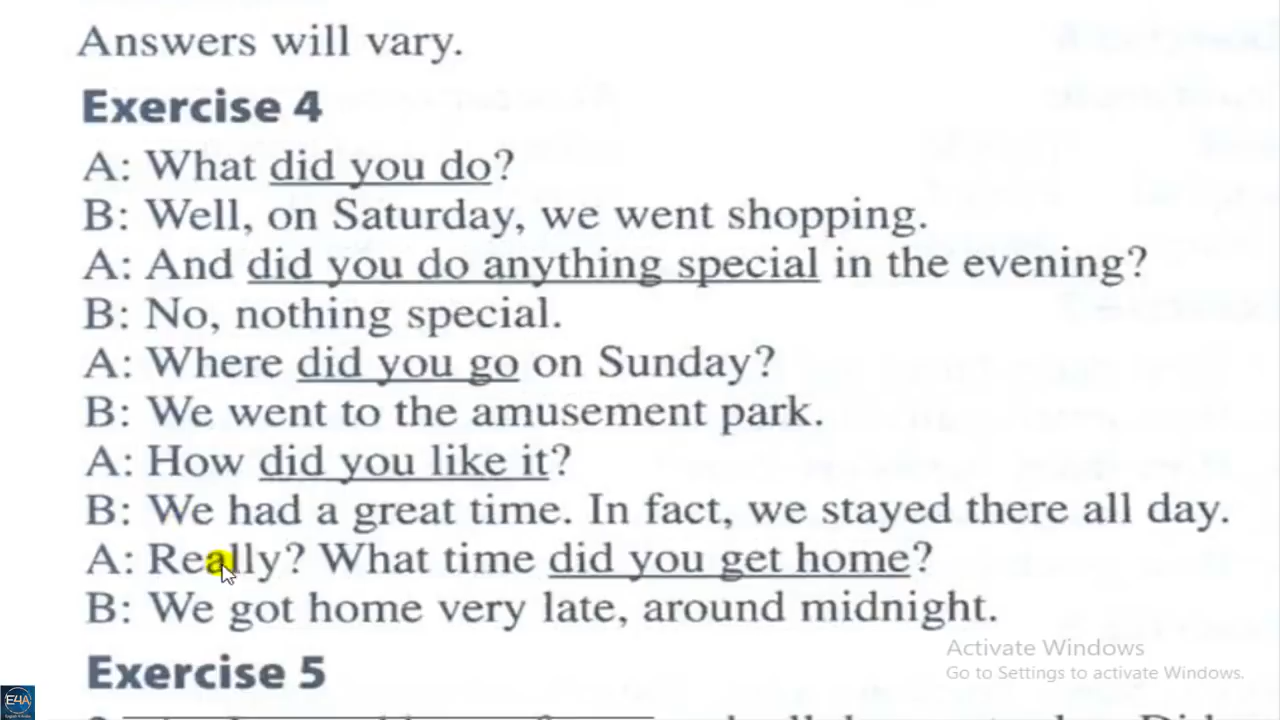 Answers will vary.
Exercise 4
A: What did you do?
B: Well, on Saturday, we went shopping.
A: And did you do anything special in the evening?
B: No, nothing special.
A: Where did you go on Sunday?
B: We went to the amusement park.
A: How did you like it?
B: We had a great time. In fact, we stayed there all day.
A: Really? What time did you get home?
B: We got home very late, around midnight.
Activate Windows
Go to Settings to activate Windows.
Exercise 5
E4A